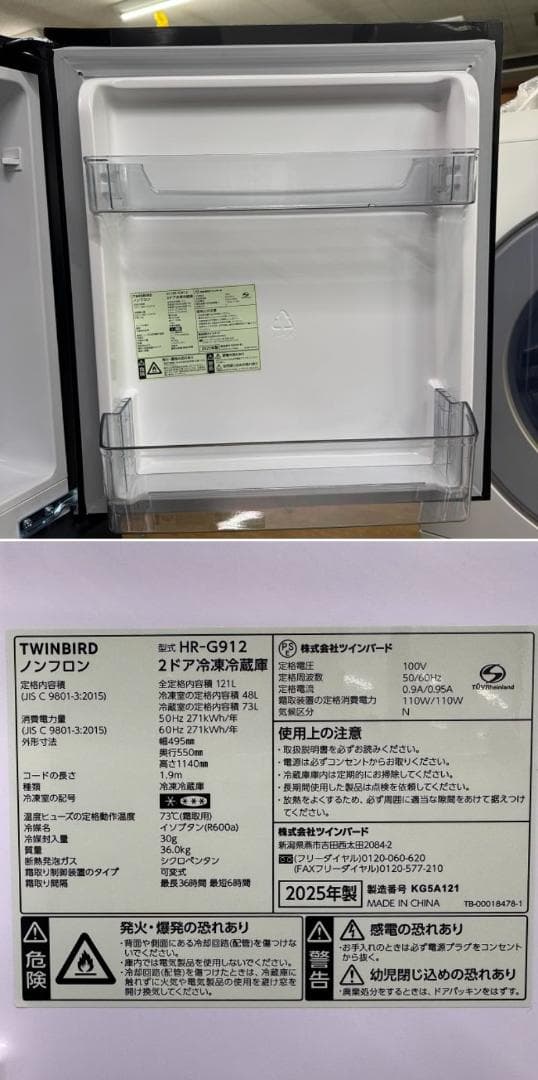 TWINBIRD
ノンフロン
2ドア冷凍冷蔵庫
2025年製
TWINBIRD 型式 HR-G912
ノンフロン 2ドア冷凍冷蔵庫
定格内容積 全定格内容積 121L
(JIS C 9801-3:2015) 冷凍室の定格内容積 48L
冷蔵室の定格内容積 73L
消費電力量 50Hz 271kWh/年
(JIS C 9801-3:2015) 60Hz 271kWh/年
外形寸法 幅495mm
奥行550mm
高さ1140mm
コードの長さ 1.9m
種類 冷凍冷蔵庫
冷凍室の記号
温度ヒューズの定格動作温度 73℃(霜取用)
冷媒名 イソブタン(R600a)
冷媒封入量 30g
質量 36.0kg
断熱発泡ガス シクロペンタン
霜取り制御装置のタイプ 可変式
霜取り間隔 最長36時間 最短6時間
PSE 株式会社ツインバード
定格電圧 100V
定格周波数 50/60Hz
定格電流 0.9A/0.95A
霜取装置の定格消費電力 110W/110W
気候区分 N
TÜVRheinland
使用上の注意
・取扱説明書を必ずお読みください。
・電源は必ずコンセントからお取りください。
・冷蔵庫庫内は定期的にお掃除してください。
・長期間使用した製品は点検を依頼してください。
・放熱をよくするため、必ず周囲に適当な隙間をあけて据えつけ
てください。
株式会社ツインバード
新潟県燕市吉田西太田2084-2
(フリーダイヤル)0120-060-620
(FAXフリーダイヤル)0120-577-210
2025年製 製造番号 KG5A121
MADE IN CHINA TB-00018478-1
危険
発火・爆発の恐れあり
・背面や側面にある冷却回路(配管)を傷つけな
いでください。
・庫内では電気製品を使用しないでください。
・冷却回路(配管)を傷つけたときは、冷蔵庫に
触れずに火気や電気製品の使用を避け窓を
開け換気してください。
警告
感電の恐れあり
・お手入れのときは必ず電源プラグをコンセント
から抜く。
幼児閉じ込めの恐れあり
・廃棄処分をするときは、ドアパッキンをはずす。